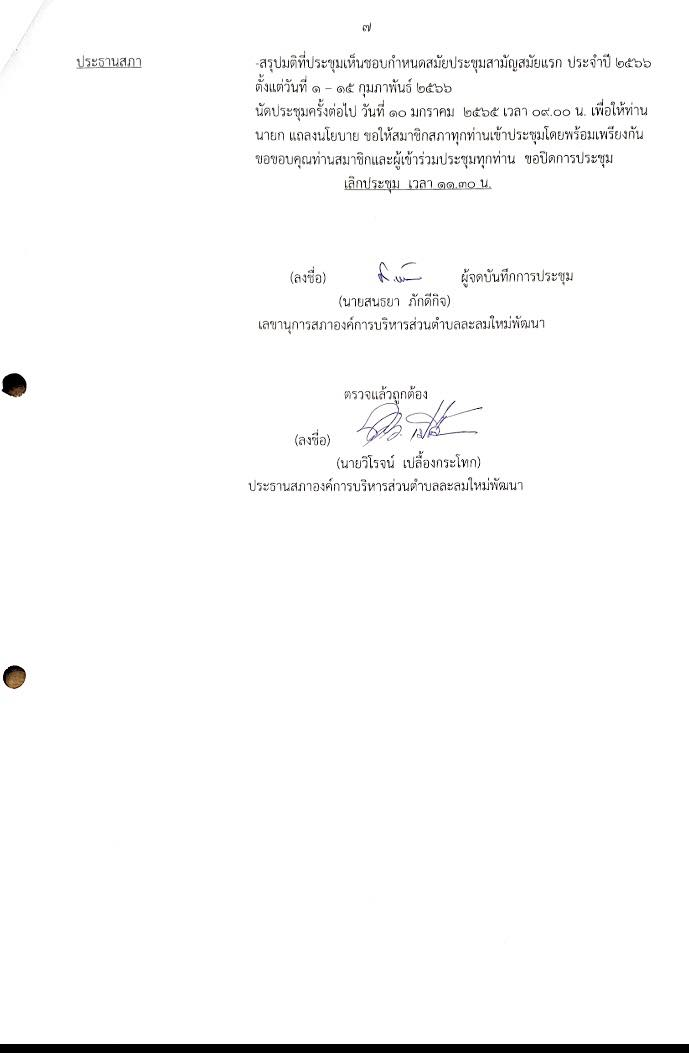 ๗
ประธานสภา -สรุปมติที่ประชุมเห็นชอบกำหนดสมัยประชุมสามัญสมัยแรก ประจำปี ๒๕๖๖
ตั้งแต่วันที่ ๑ – ๑๕ กุมภาพันธ์ ๒๕๖๖
นัดประชุมครั้งต่อไป วันที่ ๑๐ มกราคม ๒๕๖๕ เวลา ๐๙.๐๐ น. เพื่อให้ท่าน
นายก แถลงนโยบาย ขอให้สมาชิกสภาทุกท่านเข้าประชุมโดยพร้อมเพรียงกัน
ขอขอบคุณท่านสมาชิกและผู้เข้าร่วมประชุมทุกท่าน ขอปิดการประชุม
เลิกประชุม เวลา ๑๑.๓๐ น.
(ลงชื่อ) ผู้จดบันทึกการประชุม
(นายสนธยา ภักดีกิจ)
เลขานุการสภาองค์การบริหารส่วนตำบลละลมใหม่พัฒนา
ตรวจแล้วถูกต้อง
(ลงชื่อ)
(นายวิโรจน์ เปลื้องกระโทก)
ประธานสภาองค์การบริหารส่วนตำบลละลมใหม่พัฒนา